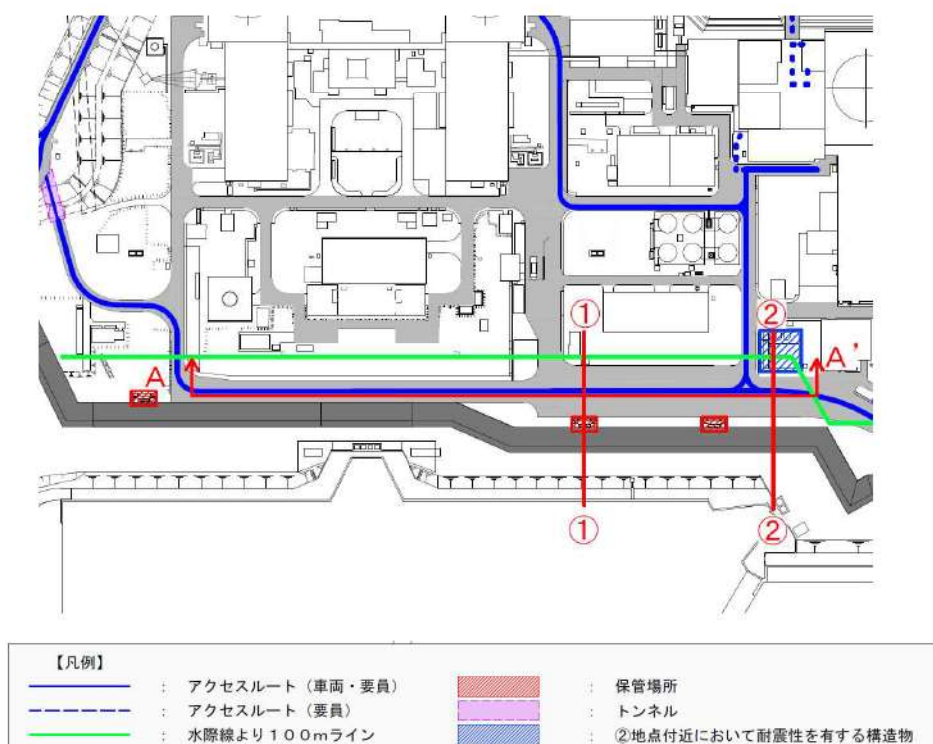 ①
②
A
A'
①
②
【凡例】
： アクセスルート（車両・要員）
： アクセスルート（要員）
： 水際線より１００ｍライン
： 保管場所
： トンネル
： ②地点付近において耐震性を有する構造物